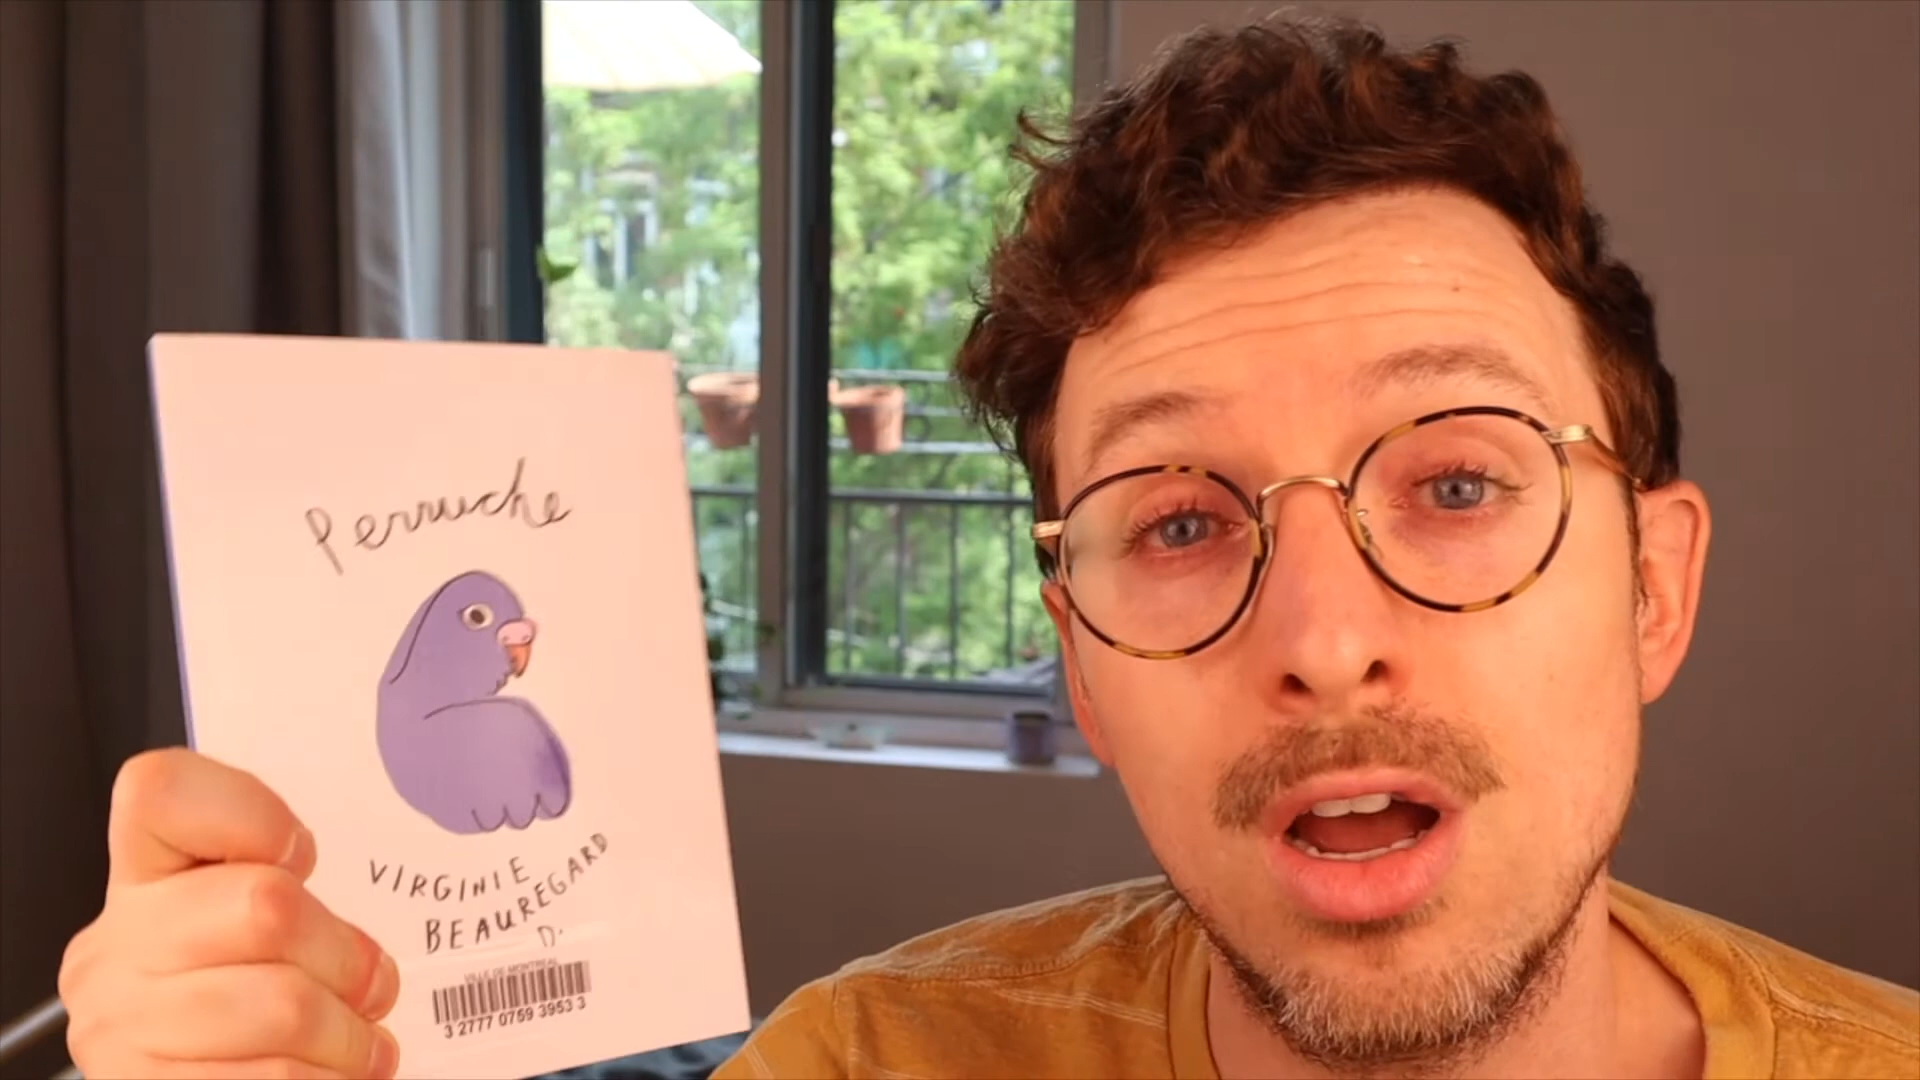 Perruche
VIRGINIE
BEAUREGARD
D.
VILLE DE MONTRÉAL
3 2777 0759 3953 3